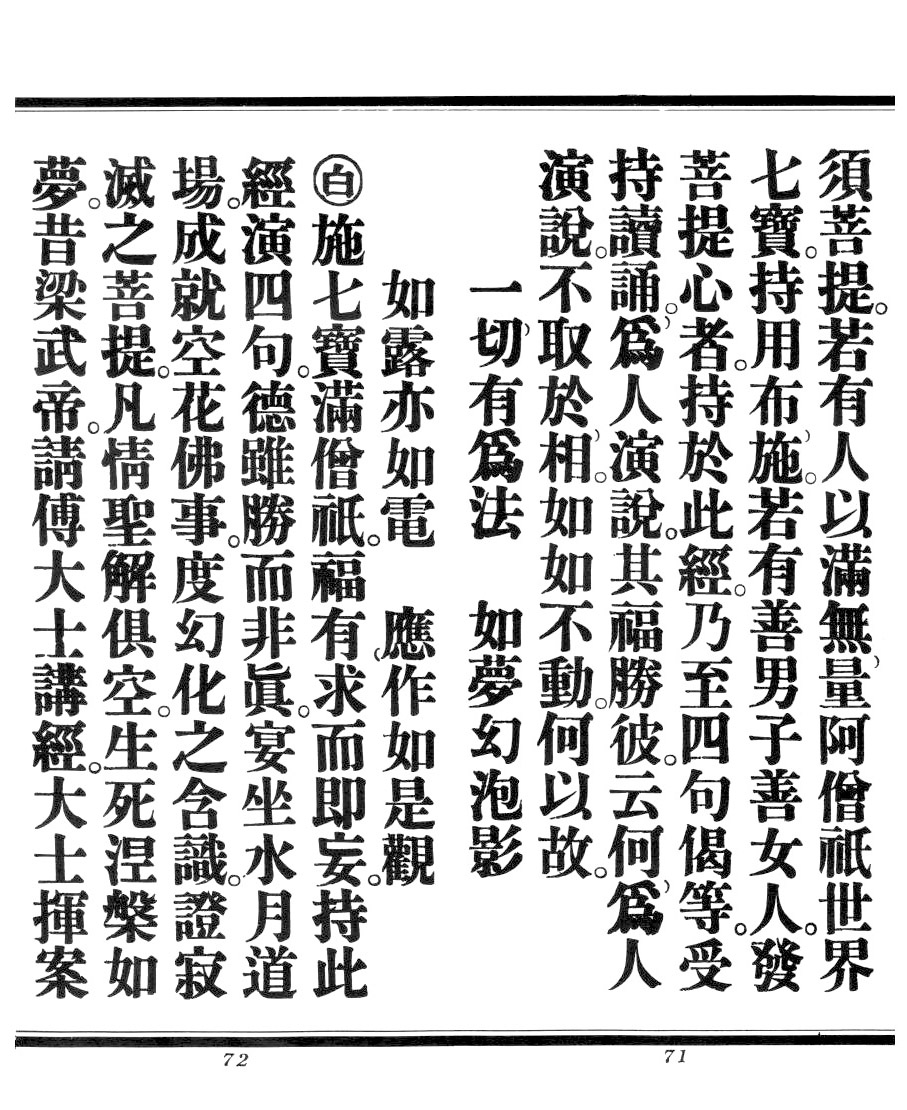 須菩提。若有人以滿無量阿僧祇世界
七寶。持用布施。若有善男子善女人。發
菩提心者。持於此經。乃至四句偈等。受
持讀誦。爲人演說。其福勝彼。云何爲人
演說。不取於相。如如不動。何以故。
一切有爲法　如夢幻泡影
如露亦如電　應作如是觀
白施七寶滿僧祇。福有求而即妄。持此
經演四句。德雖勝而非眞。宴坐水月道
場。成就空花佛事。度幻化之含識。證寂
滅之菩提。凡情聖解俱空。生死涅槃如
夢。昔梁武帝。請傅大士講經。大士揮案
71
72